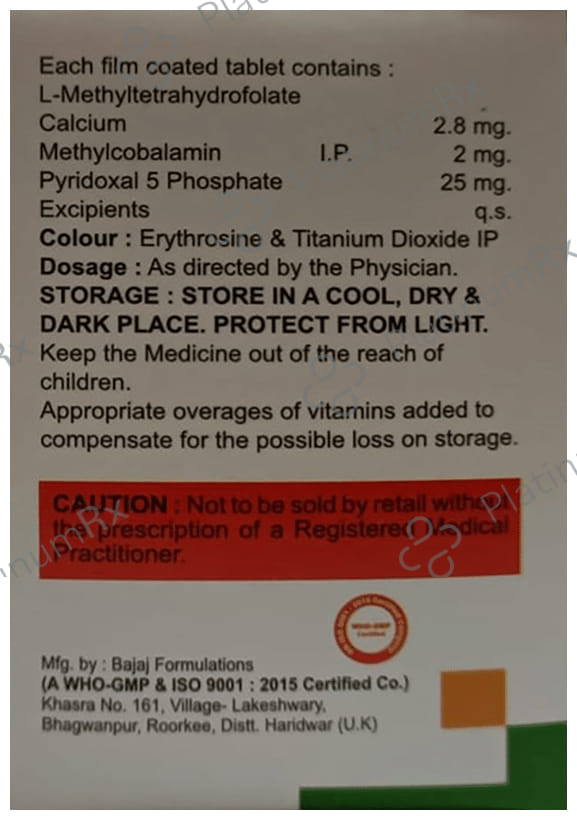 Each film coated tablet contains :
L-Methyltetrahydrofolate
Calcium 2.8 mg.
Methylcobalamin I.P. 2 mg.
Pyridoxal 5 Phosphate 25 mg.
Excipients q.s.
Colour : Erythrosine & Titanium Dioxide IP
Dosage : As directed by the Physician.
STORAGE : STORE IN A COOL, DRY &
DARK PLACE. PROTECT FROM LIGHT.
Keep the Medicine out of the reach of
children.
Appropriate overages of vitamins added to
compensate for the possible loss on storage.
CAUTION : Not to be sold by retail without
the prescription of a Registered Medical
Practitioner.
WHO-GMP
Certified
Mfg. by : Bajaj Formulations
(A WHO-GMP & ISO 9001 : 2015 Certified Co.)
Khasra No. 161, Village- Lakeshwary,
Bhagwanpur, Roorkee, Distt. Haridwar (U.K)
PlatinumRx